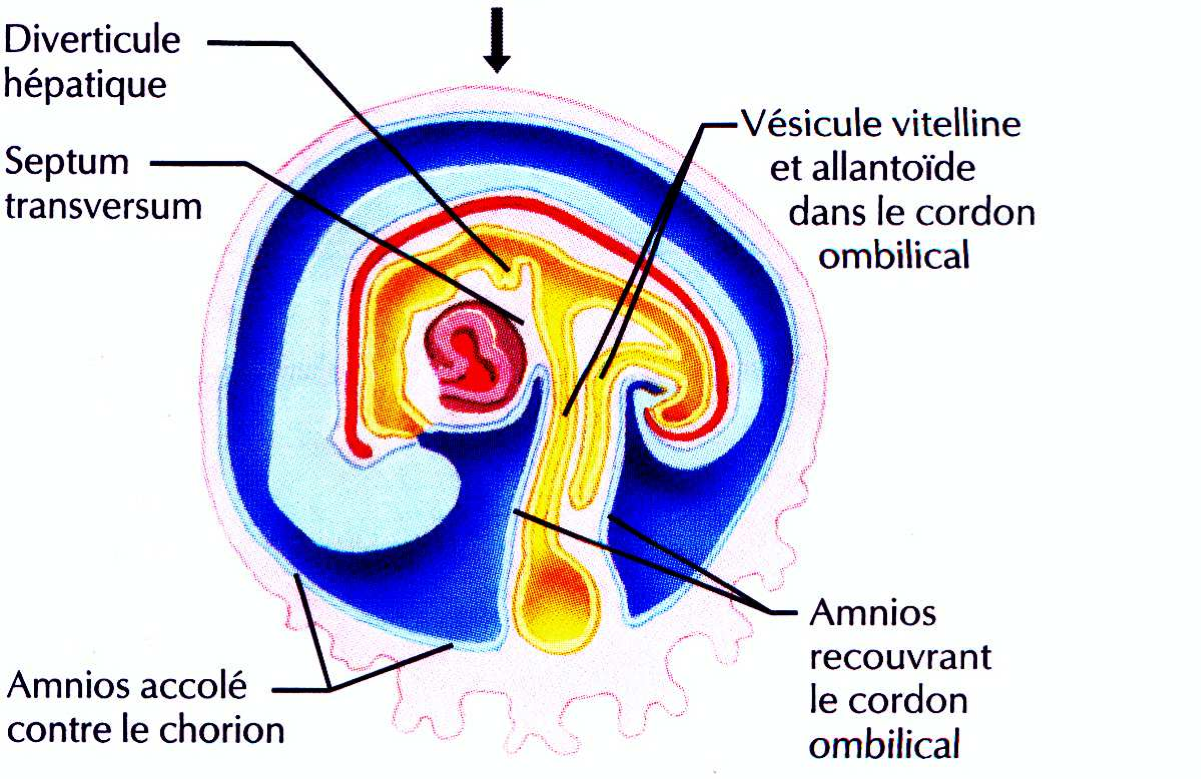 Diverticule
hépatique
Septum
transversum
Vésicule vitelline
et allantoïde
dans le cordon
ombilical
Amnios
recouvrant
le cordon
ombilical
Amnios accolé
contre le chorion